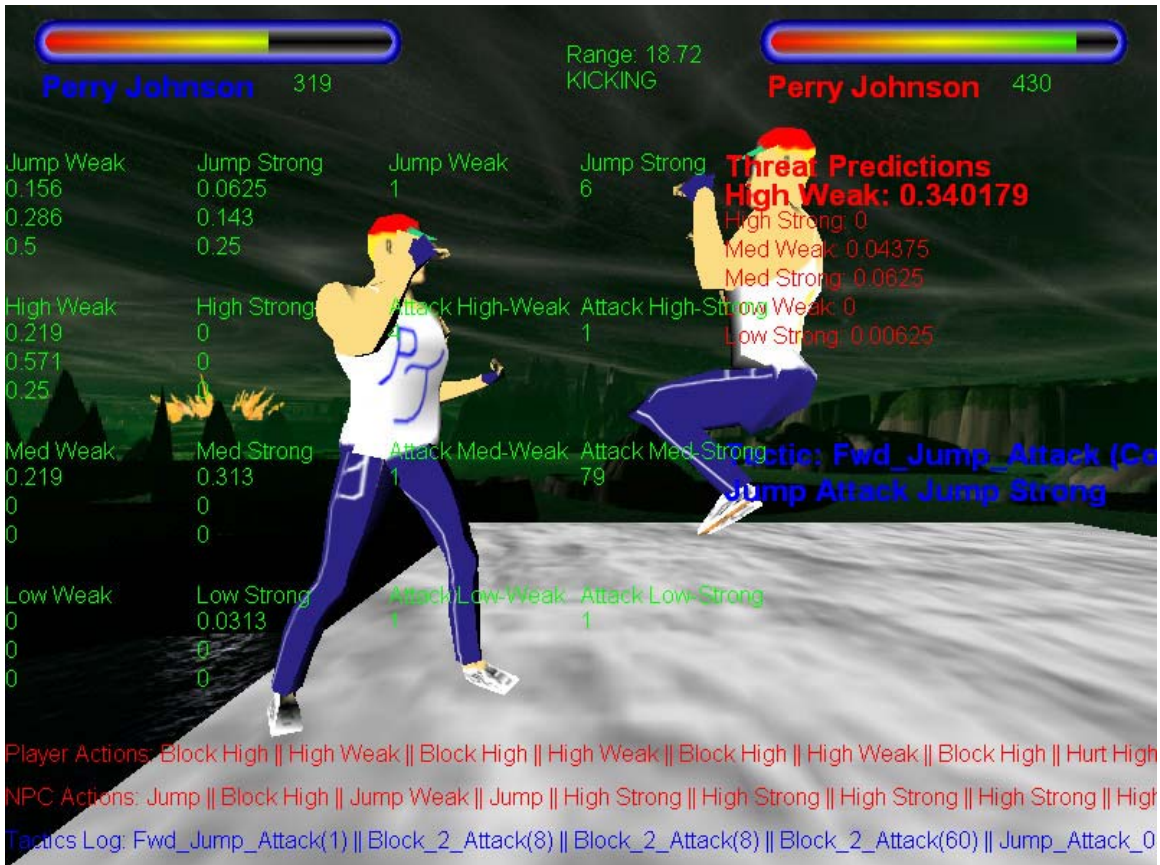 Range: 18.72
KICKING
Perry Johnson 319
Perry Johnson 430
Jump Weak
0.156
0.286
0.5
Jump Strong
0.0625
0.143
0.25
Jump Weak
1
Jump Strong
6
Threat Predictions
High Weak: 0.340179
High Strong: 0
Med Weak: 0.04375
Med Strong: 0.0625
Low Weak: 0
Low Strong: 0.00625
High Weak
0.219
0.571
0.25
High Strong
0
0
0
Attack High-Weak
4
Attack High-Strong
1
Med Weak
0.219
0
0
Med Strong
0.313
0
0
Attack Med-Weak
1
Attack Med-Strong
79
Tactic: Fwd_Jump_Attack (Co
Jump Attack Jump Strong
Low Weak
0
0
0
Low Strong
0.0313
0
0
Attack Low-Weak
1
Attack Low-Strong
1
PJ
Player Actions: Block High || High Weak || Block High || High Weak || Block High || High Weak || Block High || Hurt High
NPC Actions: Jump || Block High || Jump Weak || Jump || High Strong || High Strong || High Strong || High Strong || High
Tactics Log: Fwd_Jump_Attack(1) || Block_2_Attack(8) || Block_2_Attack(8) || Block_2_Attack(60) || Jump_Attack_0